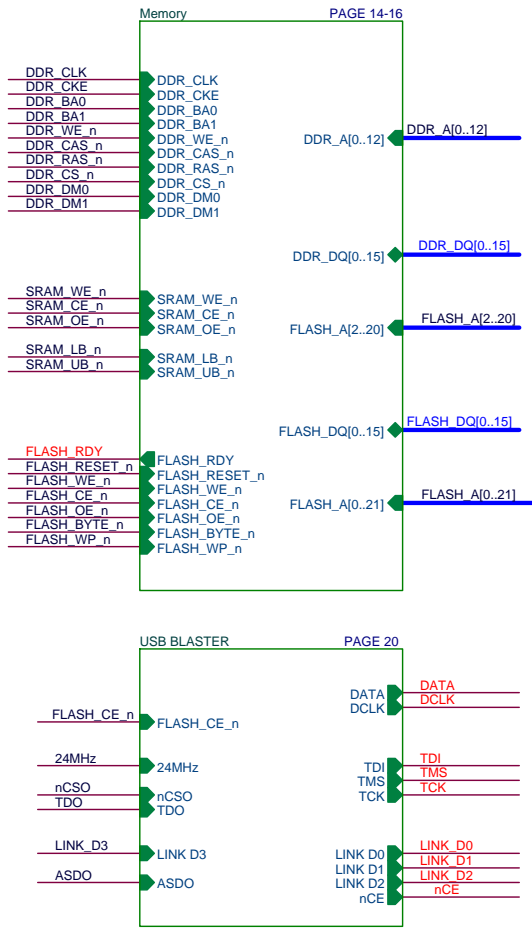 Memory PAGE 14-16
DDR_CLK DDR_CLK
DDR_CKE DDR_CKE
DDR_BA0 DDR_BA0
DDR_BA1 DDR_BA1
DDR_WE_n DDR_WE_n DDR_A[0..12] DDR_A[0..12]
DDR_CAS_n DDR_CAS_n
DDR_RAS_n DDR_RAS_n
DDR_CS_n DDR_CS_n
DDR_DM0 DDR_DM0
DDR_DM1 DDR_DM1
DDR_DQ[0..15] DDR_DQ[0..15]
SRAM_WE_n SRAM_WE_n
SRAM_CE_n SRAM_CE_n
SRAM_OE_n SRAM_OE_n FLASH_A[2..20] FLASH_A[2..20]
SRAM_LB_n SRAM_LB_n
SRAM_UB_n SRAM_UB_n
FLASH_DQ[0..15] FLASH_DQ[0..15]
FLASH_RDY FLASH_RDY
FLASH_RESET_n FLASH_RESET_n
FLASH_WE_n FLASH_WE_n
FLASH_CE_n FLASH_CE_n FLASH_A[0..21] FLASH_A[0..21]
FLASH_OE_n FLASH_OE_n
FLASH_BYTE_n FLASH_BYTE_n
FLASH_WP_n FLASH_WP_n
USB BLASTER PAGE 20
DATA DATA
DCLK DCLK
FLASH_CE_n FLASH_CE_n
24MHz 24MHz TDI TDI
TMS TMS
nCSO nCSO TCK TCK
TDO TDO
LINK_D3 LINK D3 LINK D0 LINK_D0
LINK D1 LINK_D1
ASDO ASDO LINK D2 LINK_D2
nCE nCE